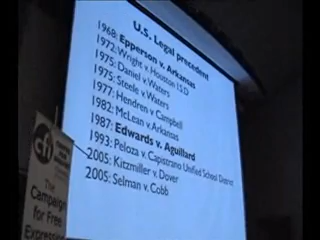 U.S. Legal precedent
1968: Epperson v. Arkansas
1972: Wright v. Houston I.S.D
1975: Daniel v. Waters
1975: Steele v. Waters
1977: Hendren v. Campbell
1982: McLean v. Arkansas
1987: Edwards v. Aguillard
1993: Peloza v. Capistrano Unified School District
2005: Kitzmiller v. Dover
2005: Selman v. Cobb
cfi
The
Campaign
for Free
Expression